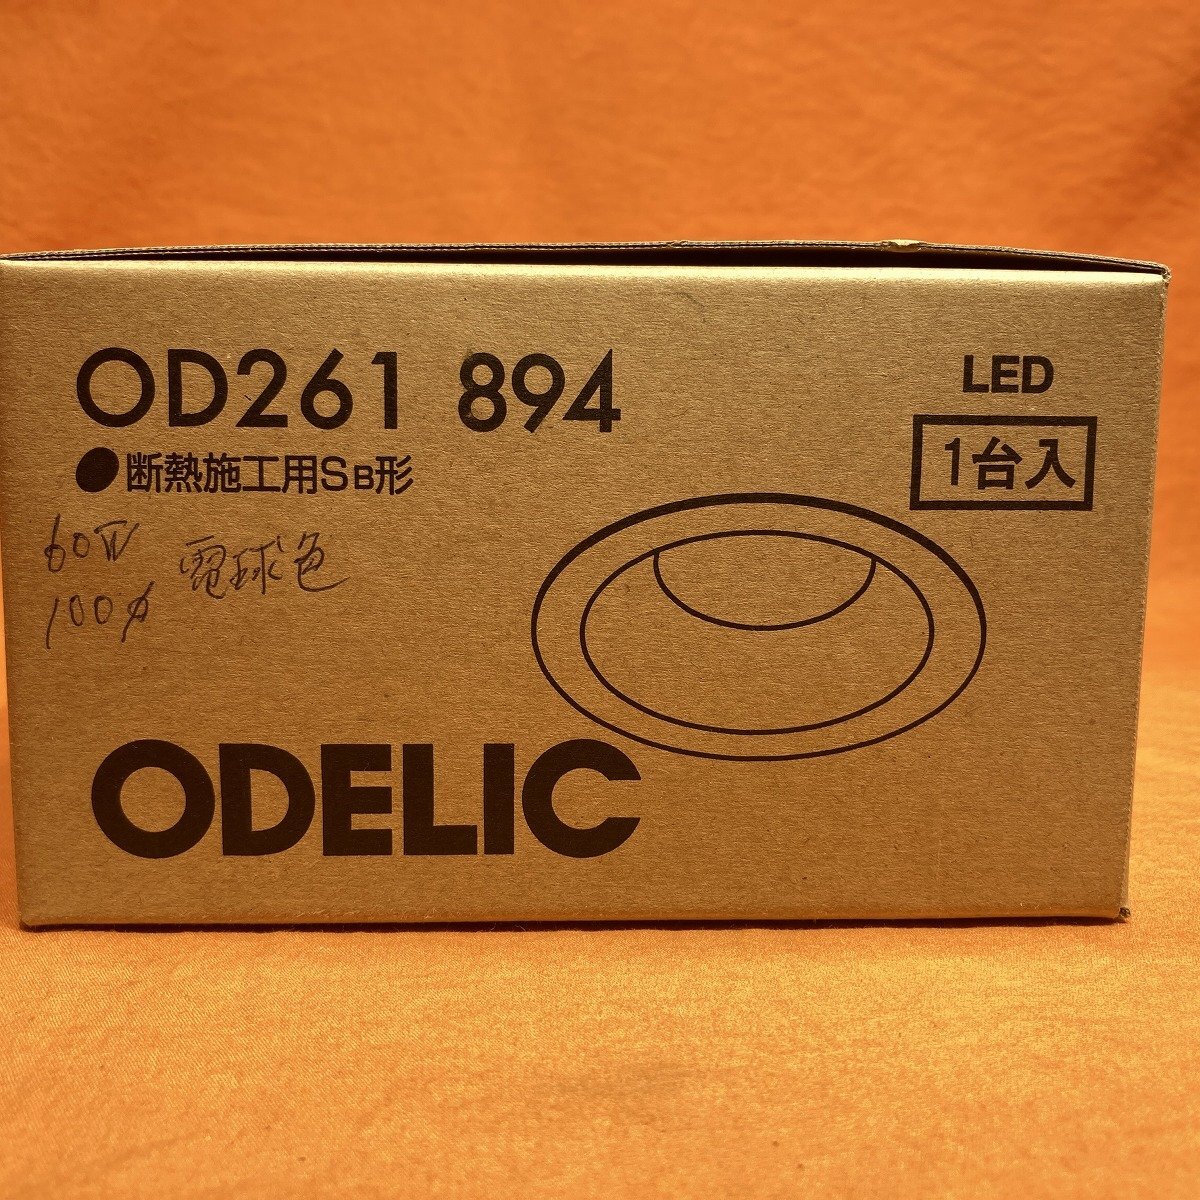 OD261 894
●断熱施工用SB形
LED
1台入
60W
電球色
100φ
ODELIC